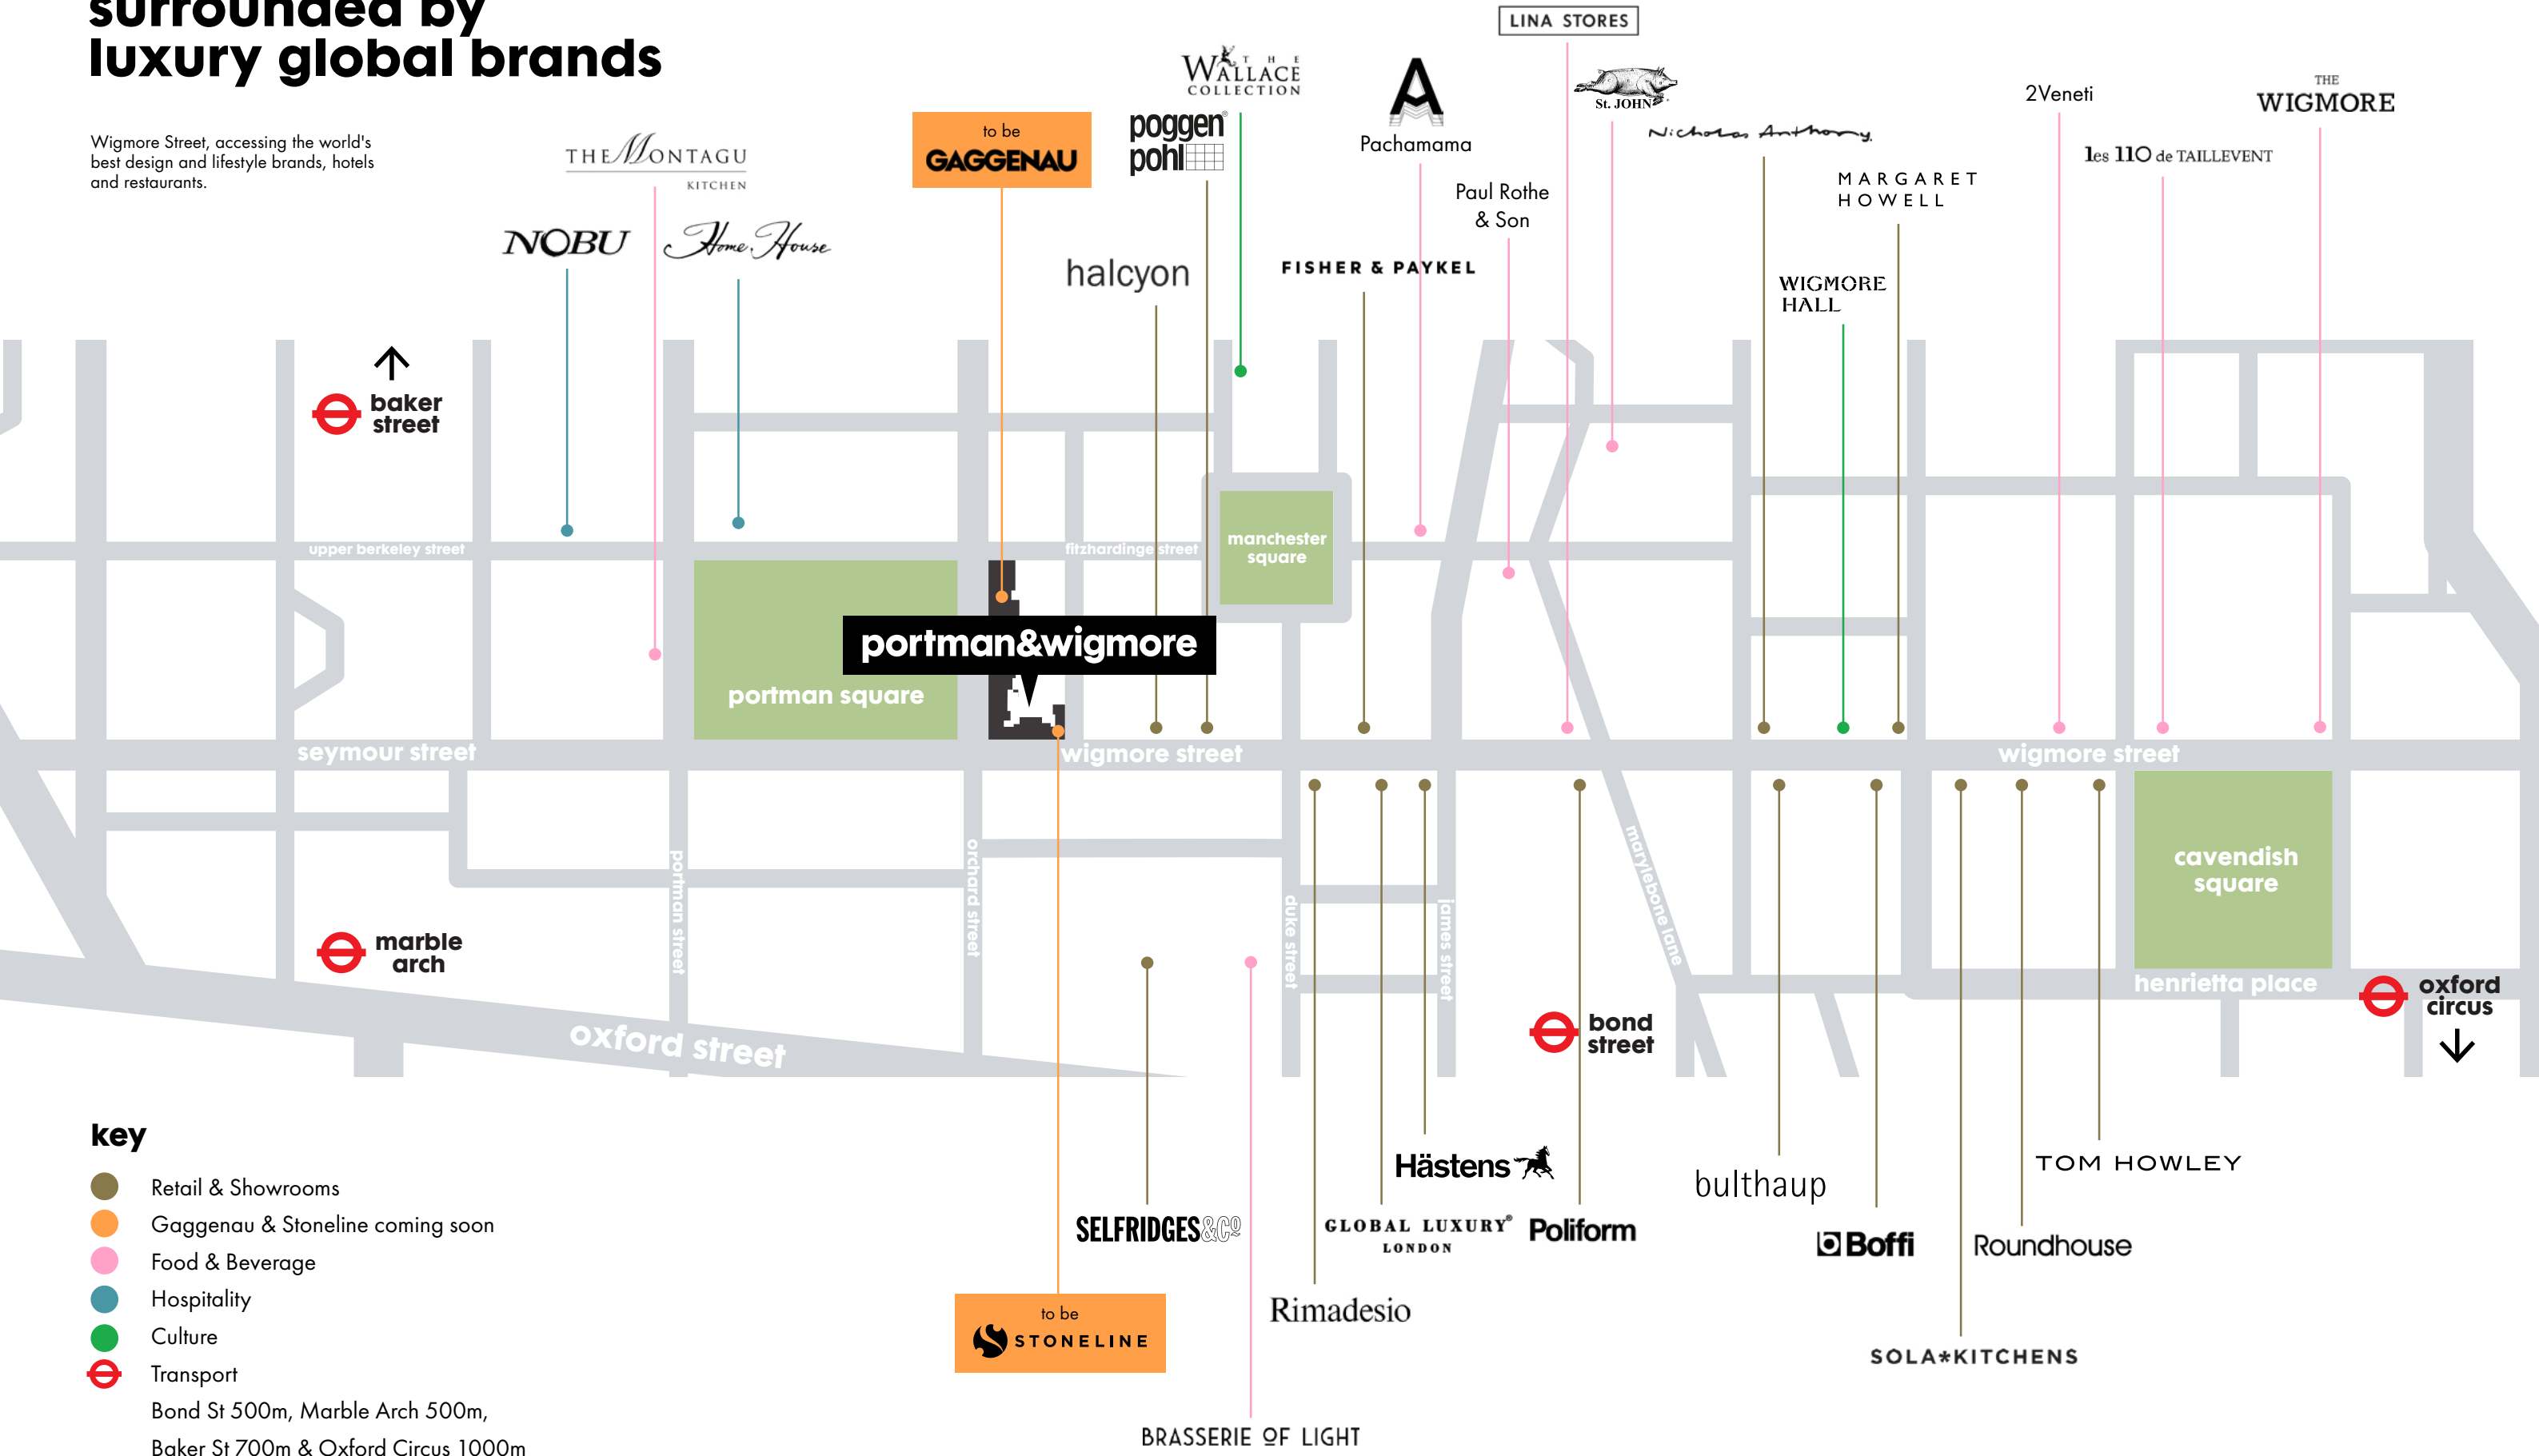 surrounded by
luxury global brands
Wigmore Street, accessing the world's
best design and lifestyle brands, hotels
and restaurants.
THE MONTAGU
KITCHEN
NOBU
Home House
to be
GAGGENAU
THE
WALLACE
COLLECTION
poggen
pohl
halcyon
FISHER & PAYKEL
A
Pachamama
Paul Rothe
& Son
LINA STORES
St. JOHN
Nicholas Anthony
MARGARET
HOWELL
WIGMORE
HALL
2Veneti
les 110 de TAILLEVENT
THE
WIGMORE
baker
street
upper berkeley street
fitzhardinge street
manchester
square
portman&wigmore
portman square
seymour street
wigmore street
wigmore street
portman street
orchard street
duke street
james street
marylebone lane
cavendish
square
henrietta place
marble
arch
oxford street
bond
street
oxford
circus
key
Retail & Showrooms
Gaggenau & Stoneline coming soon
Food & Beverage
Hospitality
Culture
Transport
Bond St 500m, Marble Arch 500m,
Baker St 700m & Oxford Circus 1000m
SELFRIDGES&CO
to be
STONELINE
BRASSERIE OF LIGHT
Rimadesio
GLOBAL LUXURY®
LONDON
Hästens
Poliform
bulthaup
Boffi
SOLA*KITCHENS
Roundhouse
TOM HOWLEY